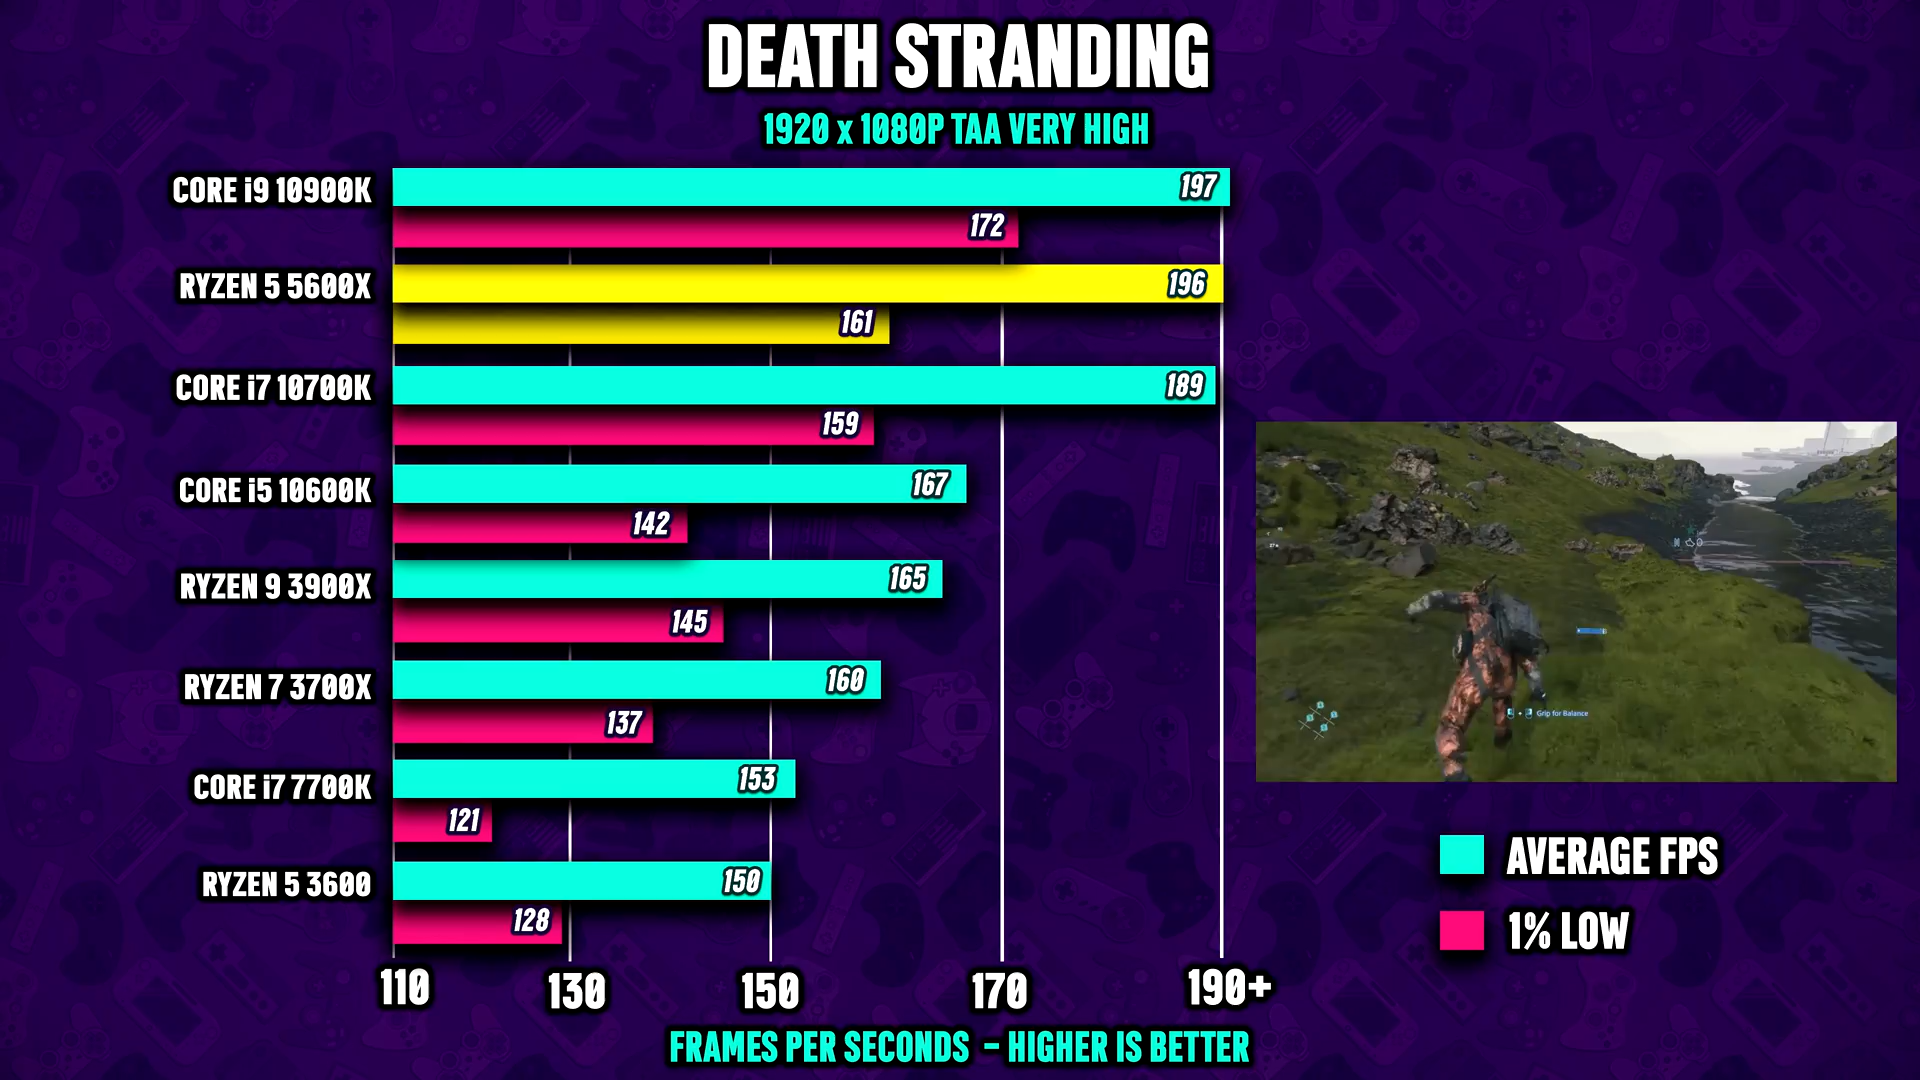 DEATH STRANDING
1920 x 1080P TAA VERY HIGH
CORE i9 10900K
197
172
RYZEN 5 5600X
196
161
CORE i7 10700K
189
159
CORE i5 10600K
167
142
RYZEN 9 3900X
165
145
RYZEN 7 3700X
160
137
CORE i7 7700K
153
121
RYZEN 5 3600
150
128
110 130 150 170 190+
FRAMES PER SECONDS – HIGHER IS BETTER
Grip for Balance
AVERAGE FPS
1% LOW